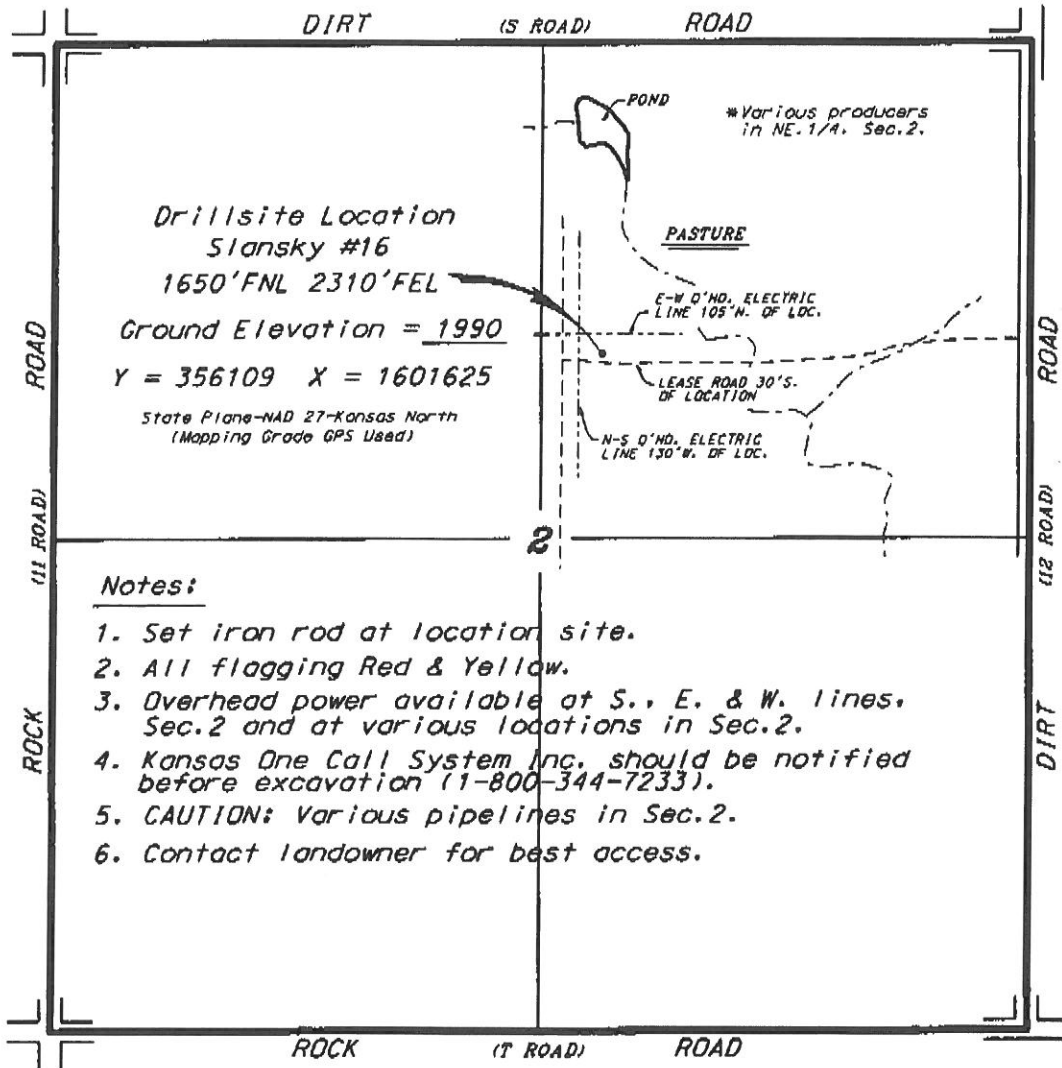 DIRT (S ROAD) ROAD
POND
*Various producers
in NE.1/4. Sec.2.
Drillsite Location
Slansky #16
1650'FNL 2310'FEL
PASTURE
E-W O'HD. ELECTRIC
LINE 105'N. OF LOC.
Ground Elevation = 1990
Y = 356109 X = 1601625
LEASE ROAD 30'S.
OF LOCATION
State Plane-NAD 27-Kansas North
(Mapping Grade GPS Used)
N-S O'HD. ELECTRIC
LINE 130'W. OF LOC.
ROAD
(11 ROAD)
ROCK
ROAD
(12 ROAD)
DIRT
2
Notes:
1. Set iron rod at location site.
2. All flagging Red & Yellow.
3. Overhead power available at S., E. & W. lines,
Sec.2 and at various locations in Sec.2.
4. Kansas One Call System Inc. should be notified
before excavation (1-800-344-7233).
5. CAUTION: Various pipelines in Sec.2.
6. Contact landowner for best access.
ROCK (T ROAD) ROAD